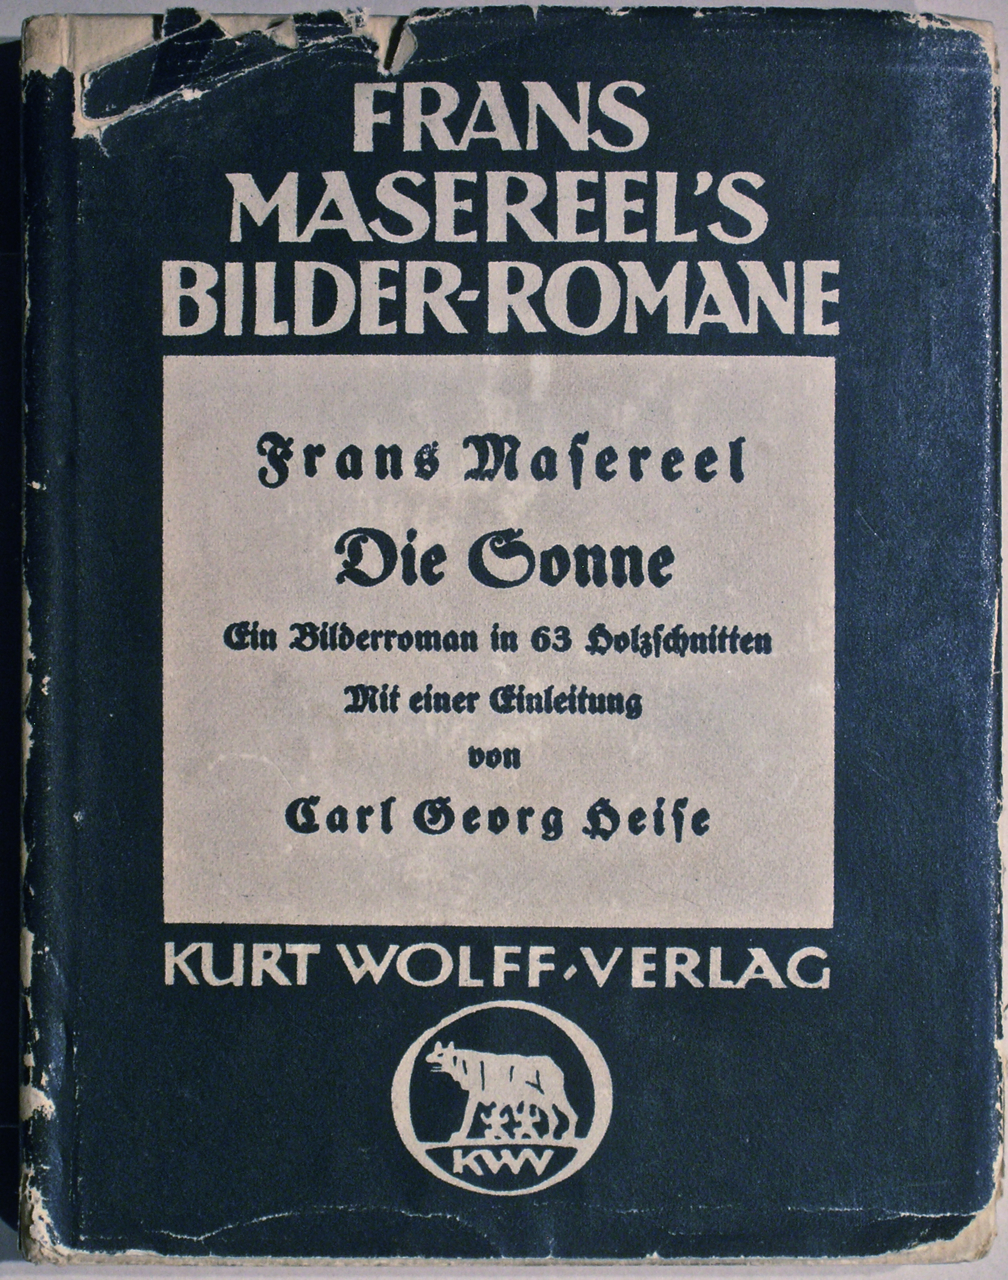 FRANS
MASEREEL'S
BILDER-ROMANE
Frans Maſereel
Die Sonne
Ein Bilderroman in 63 Holzſchnitten
Mit einer Einleitung
von
Carl Georg Heiſe
KURT WOLFF-VERLAG
KWV